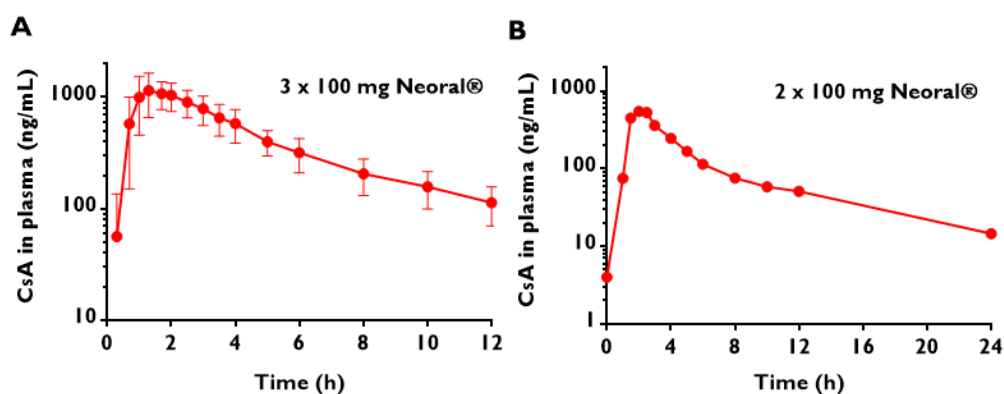 A
3 x 100 mg Neoral®
CsA in plasma (ng/mL)
1000
100
10
0 2 4 6 8 10 12
Time (h)
B
2 x 100 mg Neoral®
CsA in plasma (ng/mL)
1000
100
10
1
0 4 8 12 16 20 24
Time (h)